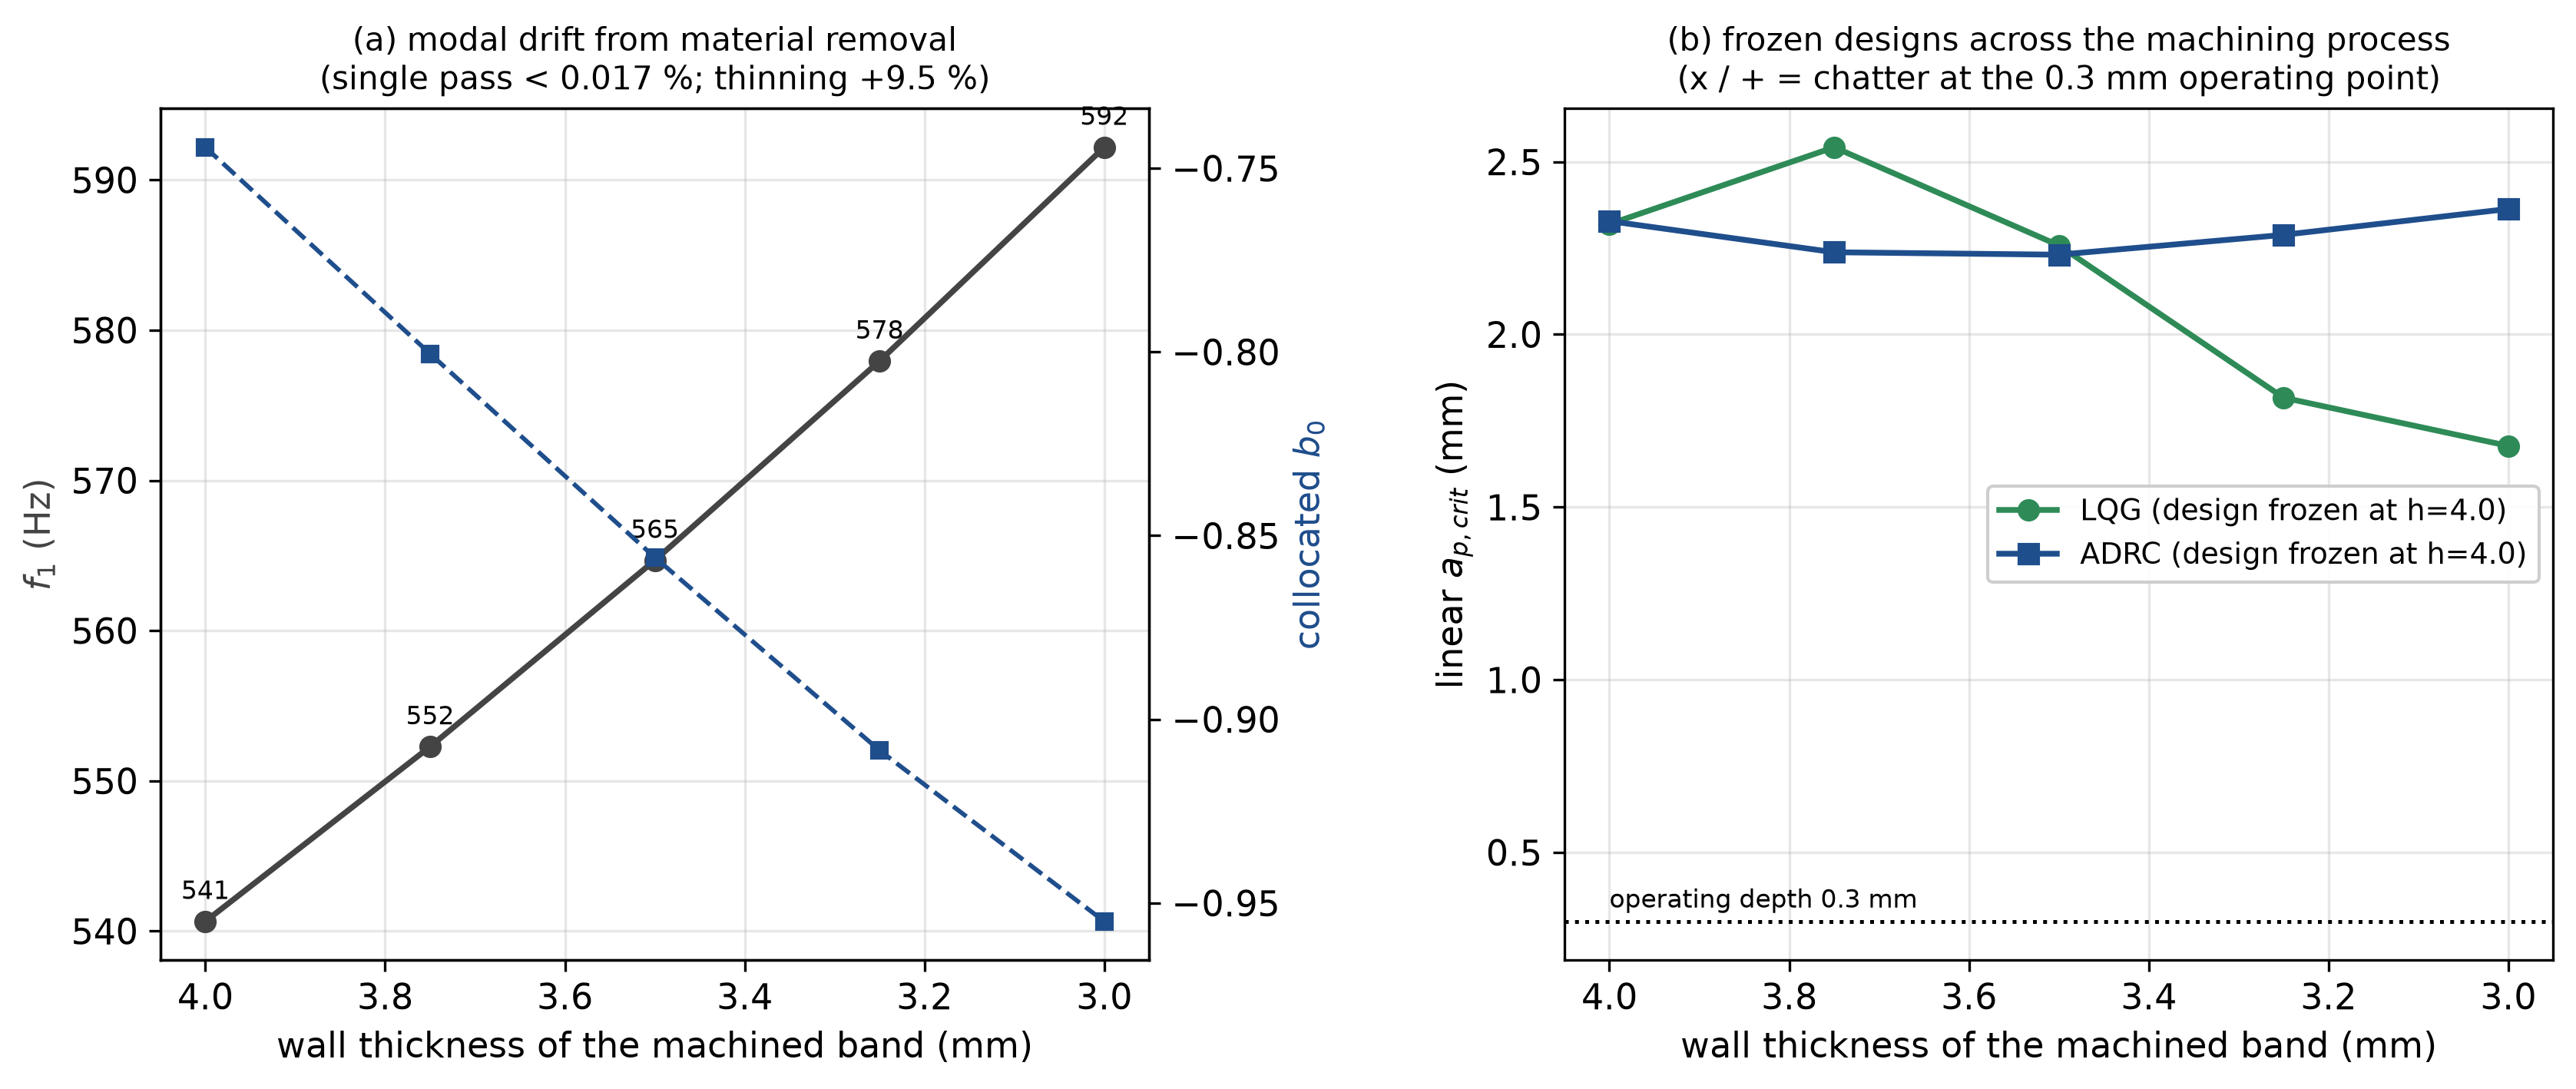 (a) modal drift from material removal
(single pass < 0.017 %; thinning +9.5 %)
592
578
565
552
541
590
580
570
560
550
540
f₁ (Hz)
−0.75
−0.80
−0.85
−0.90
−0.95
collocated b₀
4.0 3.8 3.6 3.4 3.2 3.0
wall thickness of the machined band (mm)
(b) frozen designs across the machining process
(x / + = chatter at the 0.3 mm operating point)
2.5
2.0
1.5
1.0
0.5
linear a_{p, crit} (mm)
LQG (design frozen at h=4.0)
ADRC (design frozen at h=4.0)
operating depth 0.3 mm
4.0 3.8 3.6 3.4 3.2 3.0
wall thickness of the machined band (mm)